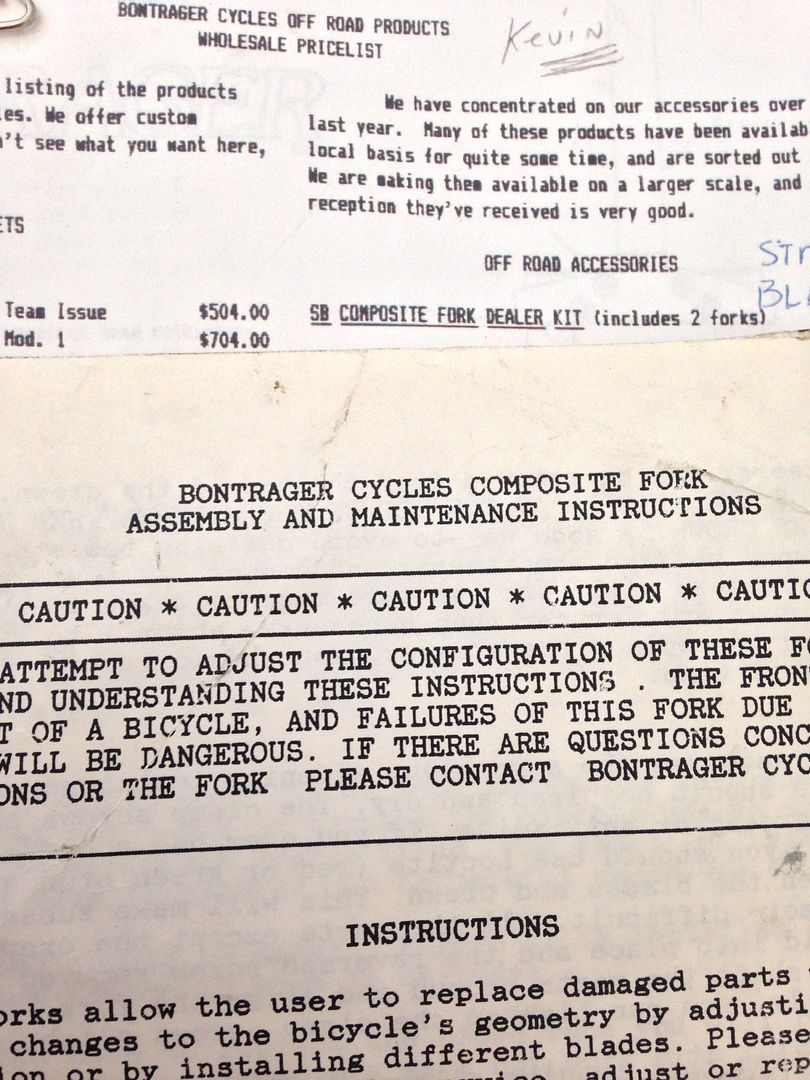 BONTRAGER CYCLES OFF ROAD PRODUCTS
WHOLESALE PRICELIST
Kevin
listing of the products
les. We offer custom
n't see what you want here,
ETS
Team Issue $504.00
Mod. 1 $704.00
We have concentrated on our accessories over
last year. Many of these products have been availab
local basis for quite some time, and are sorted out
We are making them available on a larger scale, and
reception they've received is very good.
OFF ROAD ACCESSORIES
STr
BLA
SB COMPOSITE FORK DEALER KIT (includes 2 forks)
BONTRAGER CYCLES COMPOSITE FORK
ASSEMBLY AND MAINTENANCE INSTRUCTIONS
CAUTION * CAUTION * CAUTION * CAUTION * CAUTIO
ATTEMPT TO ADJUST THE CONFIGURATION OF THESE FO
ND UNDERSTANDING THESE INSTRUCTIONS . THE FRON
T OF A BICYCLE, AND FAILURES OF THIS FORK DUE
WILL BE DANGEROUS. IF THERE ARE QUESTIONS CONC
ONS OR THE FORK PLEASE CONTACT BONTRAGER CYC
INSTRUCTIONS
orks allow the user to replace damaged parts
changes to the bicycle's geometry by adjusti
ion or by installing different blades. Please
adjust or rep